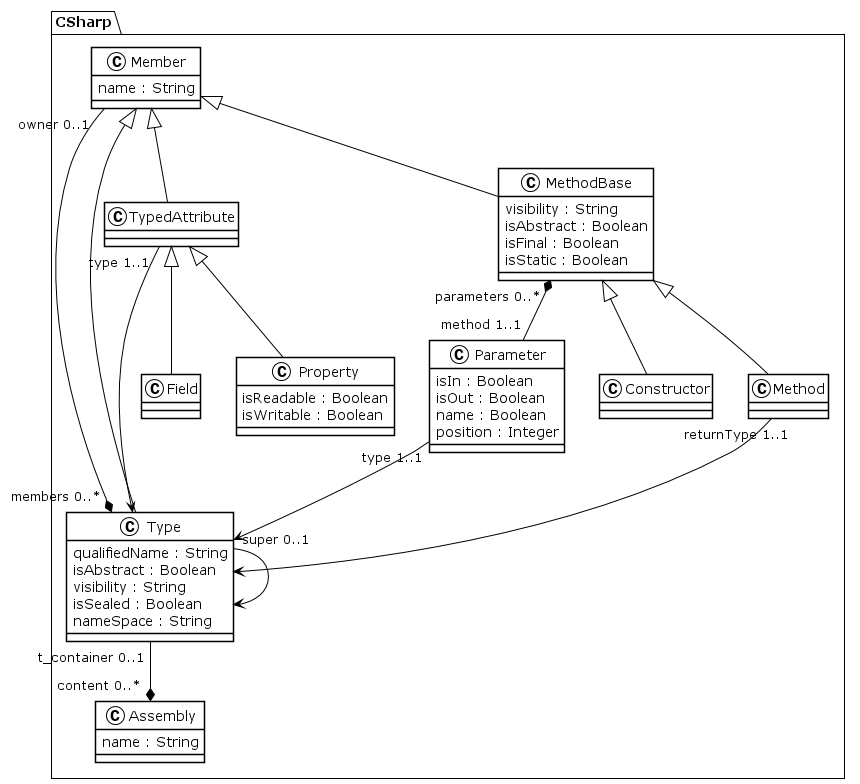 CSharp
C Member
name : String
owner 0..1
C MethodBase
visibility : String
isAbstract : Boolean
isFinal : Boolean
isStatic : Boolean
C TypedAttribute
type 1..1
parameters 0..*
method 1..1
C Parameter
isIn : Boolean
isOut : Boolean
name : Boolean
position : Integer
C Property
isReadable : Boolean
isWritable : Boolean
C Field
C Constructor
C Method
returnType 1..1
type 1..1
members 0..*
C Type
qualifiedName : String
isAbstract : Boolean
visibility : String
isSealed : Boolean
nameSpace : String
super 0..1
t_container 0..1
content 0..*
C Assembly
name : String